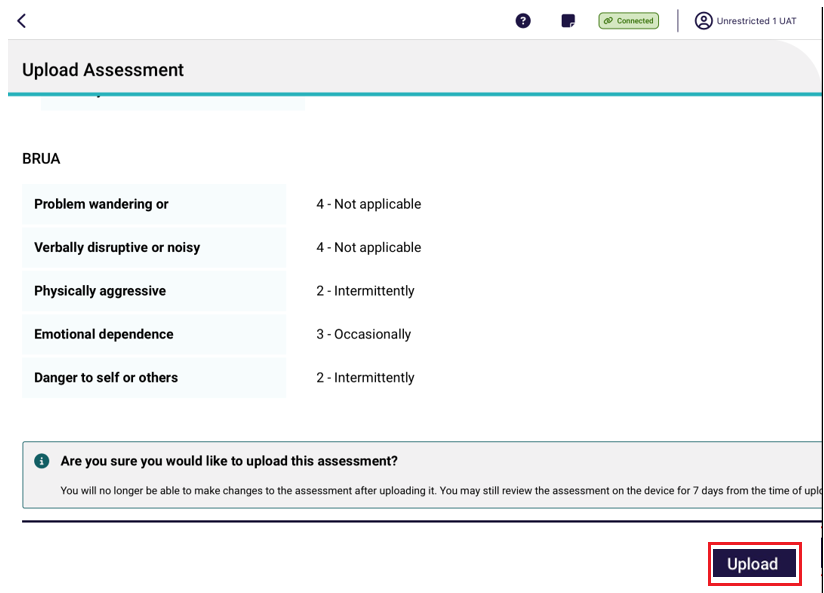 Connected
Unrestricted 1 UAT
Upload Assessment
BRUA
Problem wandering or 4 - Not applicable
Verbally disruptive or noisy 4 - Not applicable
Physically aggressive 2 - Intermittently
Emotional dependence 3 - Occasionally
Danger to self or others 2 - Intermittently
Are you sure you would like to upload this assessment?
You will no longer be able to make changes to the assessment after uploading it. You may still review the assessment on the device for 7 days from the time of
Upload